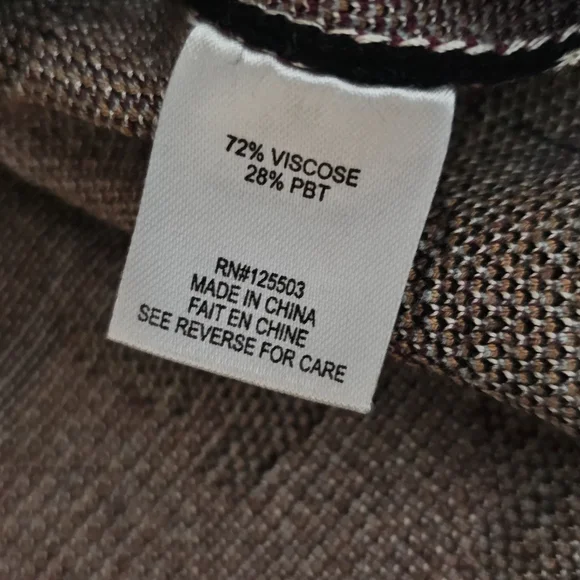 72% VISCOSE
28% PBT
RN#125503
MADE IN CHINA
FAIT EN CHINE
SEE REVERSE FOR CARE